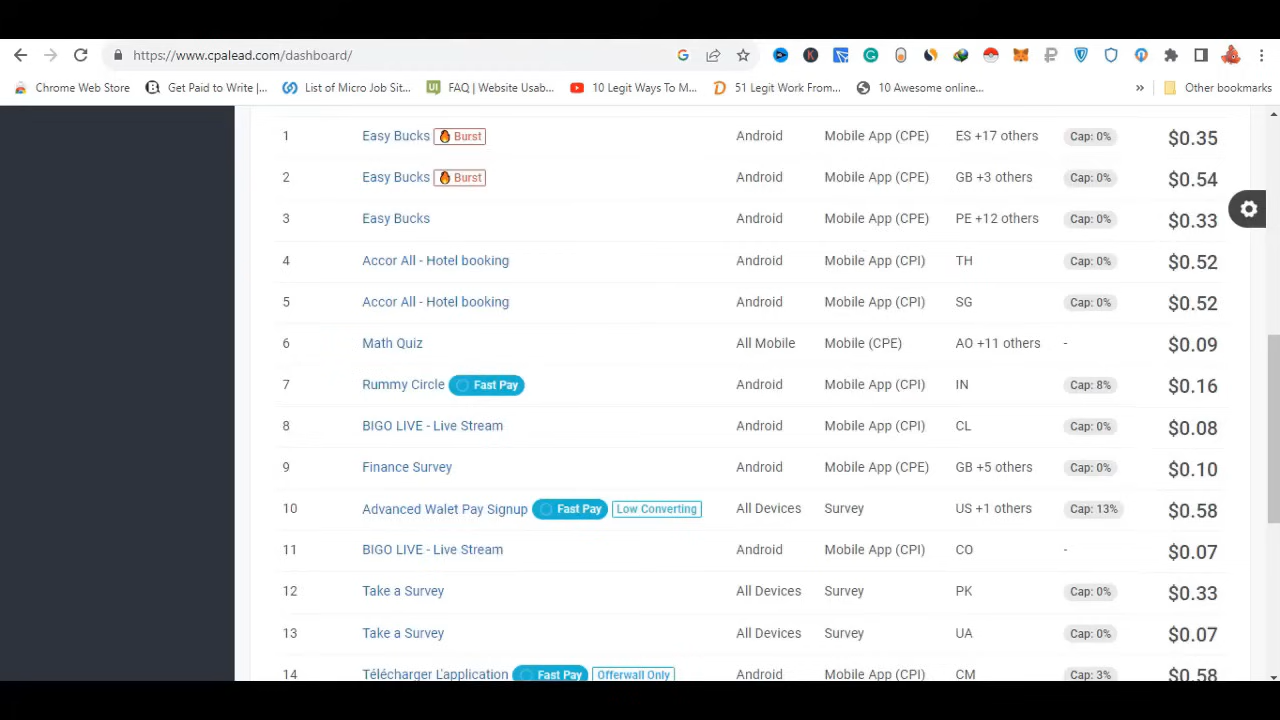 https://www.cpalead.com/dashboard/
Chrome Web Store Get Paid to Write |... List of Micro Job Sit... FAQ | Website Usab... 10 Legit Ways To M... 51 Legit Work From... 10 Awesome online... » Other bookmarks
1 Easy Bucks Burst Android Mobile App (CPE) ES +17 others Cap: 0% $0.35
2 Easy Bucks Burst Android Mobile App (CPE) GB +3 others Cap: 0% $0.54
3 Easy Bucks Android Mobile App (CPE) PE +12 others Cap: 0% $0.33
4 Accor All - Hotel booking Android Mobile App (CPI) TH Cap: 0% $0.52
5 Accor All - Hotel booking Android Mobile App (CPI) SG Cap: 0% $0.52
6 Math Quiz All Mobile Mobile (CPE) AO +11 others - $0.09
7 Rummy Circle Fast Pay Android Mobile App (CPI) IN Cap: 8% $0.16
8 BIGO LIVE - Live Stream Android Mobile App (CPI) CL Cap: 0% $0.08
9 Finance Survey Android Mobile App (CPE) GB +5 others Cap: 0% $0.10
10 Advanced Walet Pay Signup Fast Pay Low Converting All Devices Survey US +1 others Cap: 13% $0.58
11 BIGO LIVE - Live Stream Android Mobile App (CPI) CO - $0.07
12 Take a Survey All Devices Survey PK Cap: 0% $0.33
13 Take a Survey All Devices Survey UA Cap: 0% $0.07
14 Télécharger L'application Fast Pay Offerwall Only Android Mobile App (CPI) CM Cap: 3% $0.58